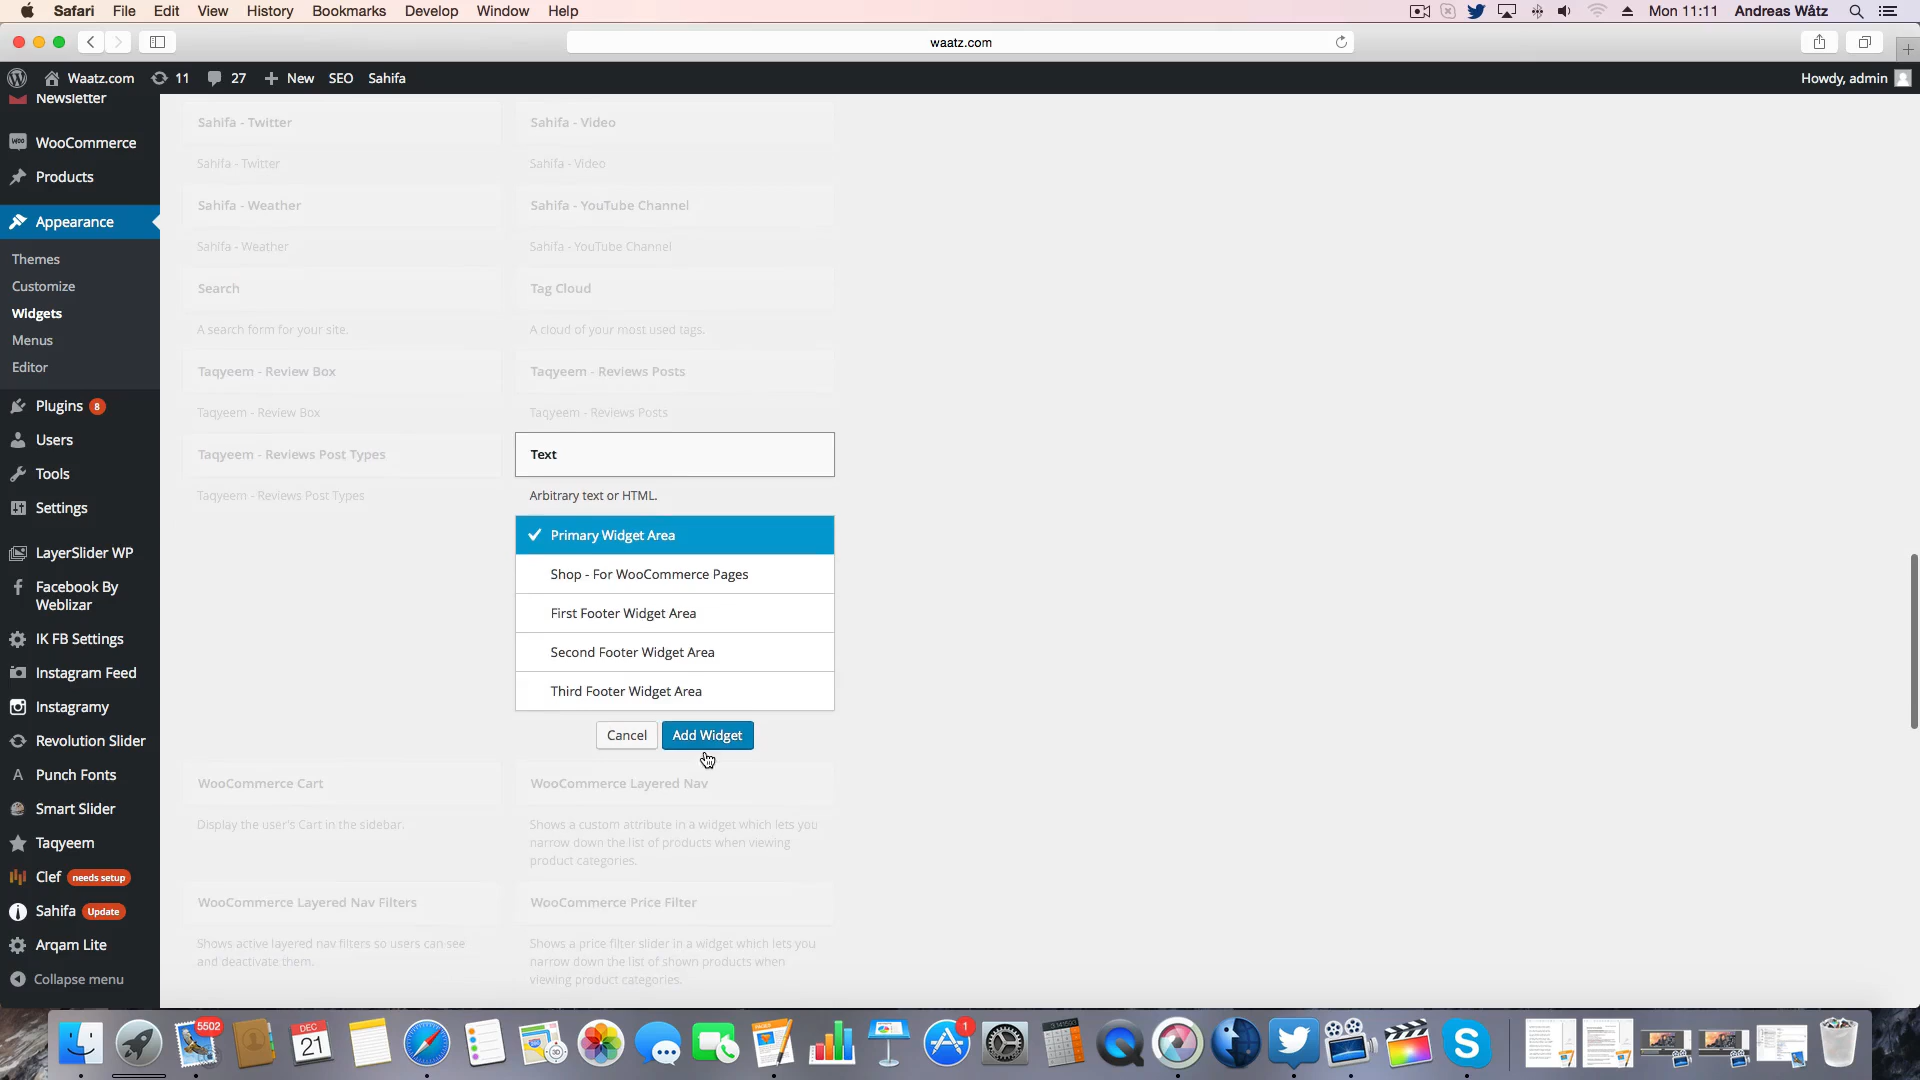 Safari File Edit View History Bookmarks Develop Window Help
Mon 11:11 Andreas Wåtz
waatz.com
Waatz.com 11 27 New SEO Sahifa
Howdy, admin
Newsletter
WooCommerce
Products
Appearance
Themes
Customize
Widgets
Menus
Editor
Plugins 8
Users
Tools
Settings
LayerSlider WP
Facebook By
Weblizar
IK FB Settings
Instagram Feed
Instagramy
Revolution Slider
Punch Fonts
Smart Slider
Taqyeem
Clef needs setup
Sahifa Update
Arqam Lite
Collapse menu
Sahifa - Twitter
Sahifa - Video
Sahifa - Twitter
Sahifa - Video
Sahifa - Weather
Sahifa - YouTube Channel
Sahifa - Weather
Sahifa - YouTube Channel
Search
Tag Cloud
A search form for your site.
A cloud of your most used tags.
Taqyeem - Review Box
Taqyeem - Reviews Posts
Taqyeem - Review Box
Taqyeem - Reviews Posts
Taqyeem - Reviews Post Types
Text
Taqyeem - Reviews Post Types
Arbitrary text or HTML.
Primary Widget Area
Shop - For WooCommerce Pages
First Footer Widget Area
Second Footer Widget Area
Third Footer Widget Area
Cancel Add Widget
WooCommerce Cart
WooCommerce Layered Nav
Display the user's Cart in the sidebar.
Shows a custom attribute in a widget which lets you
narrow down the list of products when viewing
product categories.
WooCommerce Layered Nav Filters
WooCommerce Price Filter
Shows active layered nav filters so users can see
and deactivate them.
Shows a price filter slider in a widget which lets you
narrow down the list of shown products when
viewing product categories.
5502
DEC
21
1